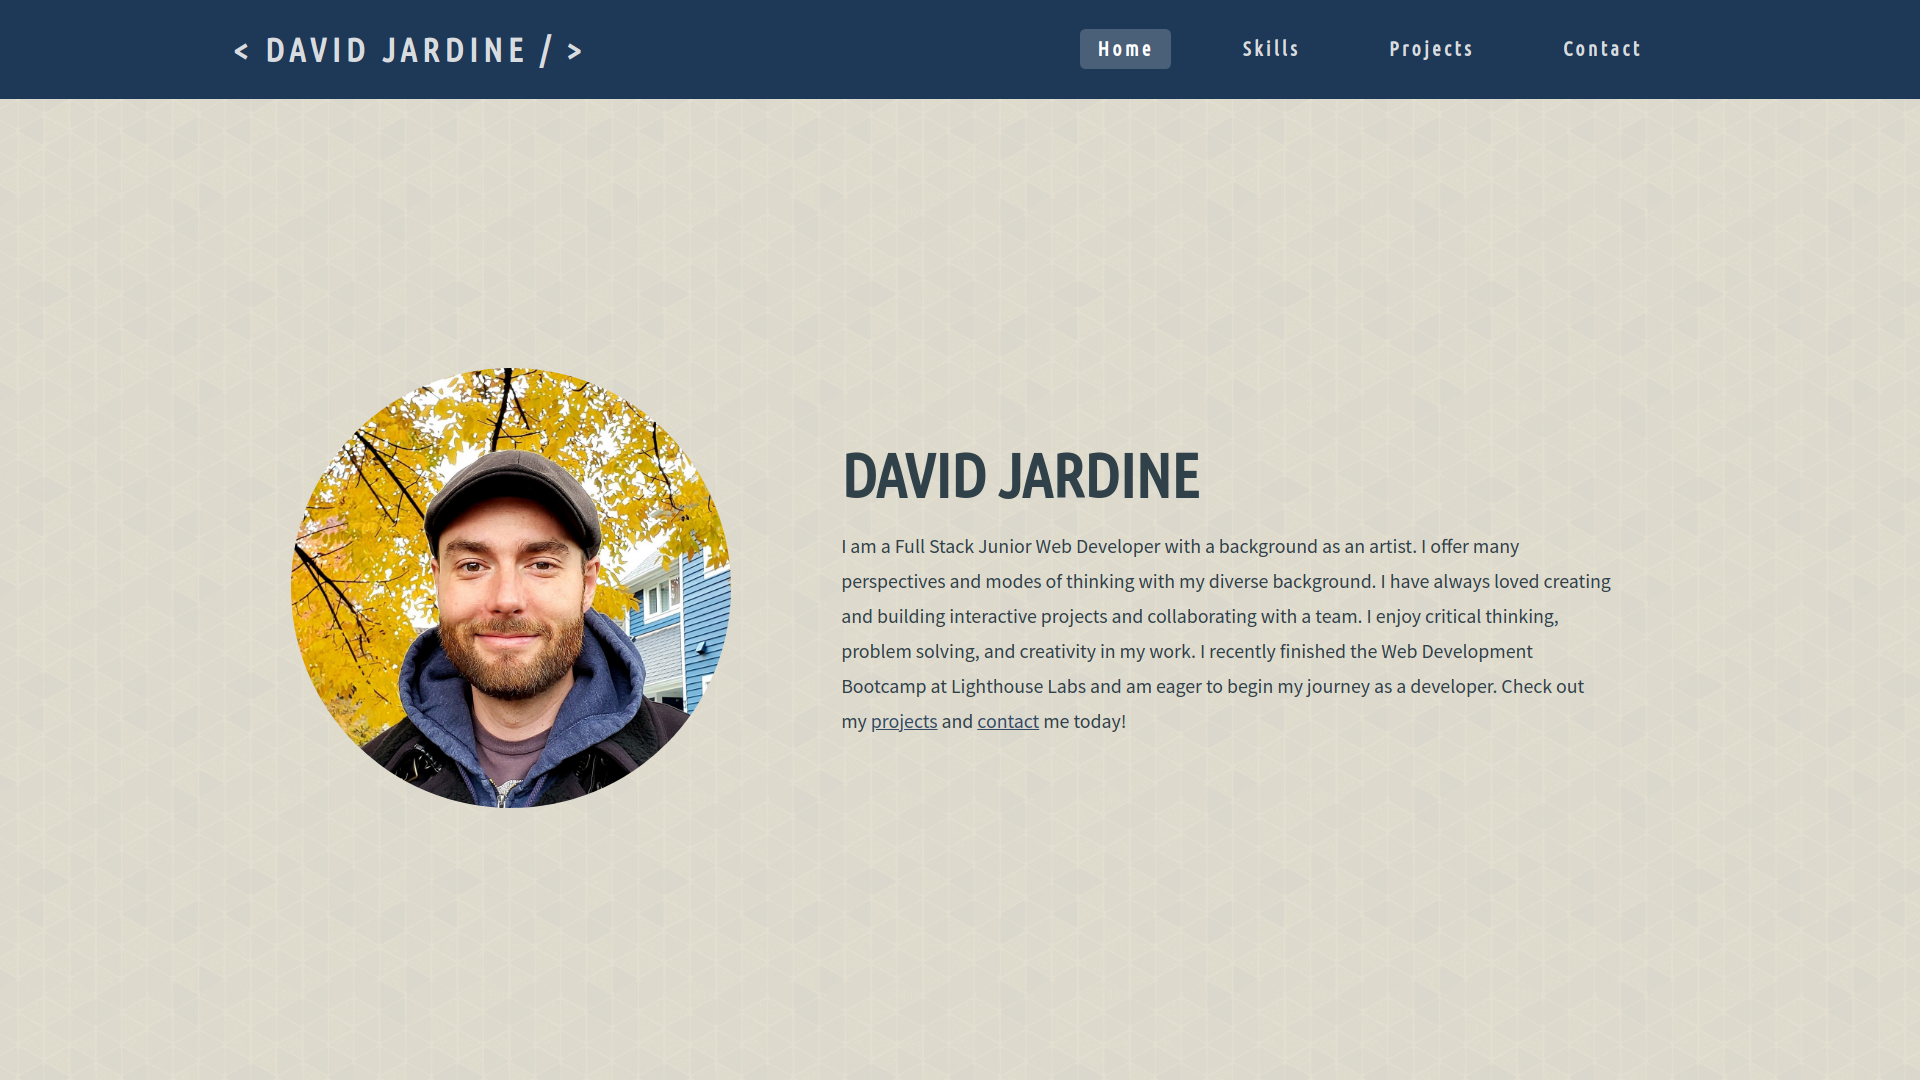 < DAVID JARDINE / >
Home
Skills
Projects
Contact
DAVID JARDINE
I am a Full Stack Junior Web Developer with a background as an artist. I offer many
perspectives and modes of thinking with my diverse background. I have always loved creating
and building interactive projects and collaborating with a team. I enjoy critical thinking,
problem solving, and creativity in my work. I recently finished the Web Development
Bootcamp at Lighthouse Labs and am eager to begin my journey as a developer. Check out
my projects and contact me today!